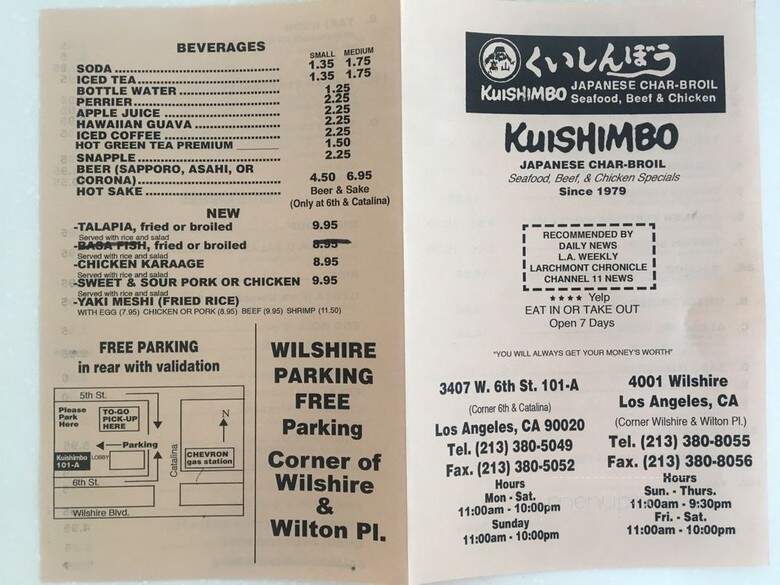 BEVERAGES
SMALL MEDIUM
SODA 1.35 1.75
ICED TEA 1.35 1.75
BOTTLE WATER 1.25
PERRIER 2.25
APPLE JUICE 2.25
HAWAIIAN GUAVA 2.25
ICED COFFEE 2.25
HOT GREEN TEA PREMIUM 1.50
SNAPPLE 2.25
BEER (SAPPORO, ASAHI, OR
CORONA) 4.50 6.95
HOT SAKE Beer & Sake
(Only at 6th & Catalina)
NEW
-TALAPIA, fried or broiled 9.95
Served with rice and salad
-BASA FISH, fried or broiled 8.95
Served with rice and salad
-CHICKEN KARAAGE 8.95
Served with rice and salad
-SWEET & SOUR PORK OR CHICKEN 9.95
Served with rice and salad
-YAKI MESHI (FRIED RICE)
WITH EGG (7.95) CHICKEN OR PORK (8.95) BEEF (9.95) SHRIMP (11.50)
FREE PARKING
in rear with validation
5th St.
Please
Park
Here
TO-GO
PICK-UP
HERE
N
Parking
Catalina
Kuishimbo
101-A
LOBBY
CHEVRON
gas station
6th St.
Wilshire Blvd.
WILSHIRE
PARKING
FREE
Parking
Corner of
Wilshire
&
Wilton Pl.
くいしんぼう
KUISHIMBO JAPANESE CHAR-BROIL
Seafood, Beef & Chicken
KUISHIMBO
JAPANESE CHAR-BROIL
Seafood, Beef, & Chicken Specials
Since 1979
RECOMMENDED BY
DAILY NEWS
L.A. WEEKLY
LARCHMONT CHRONICLE
CHANNEL 11 NEWS
★★★★ Yelp
EAT IN OR TAKE OUT
Open 7 Days
"YOU WILL ALWAYS GET YOUR MONEY'S WORTH"
3407 W. 6th St. 101-A
(Corner 6th & Catalina)
Los Angeles, CA 90020
Tel. (213) 380-5049
Fax. (213) 380-5052
Hours
Mon - Sat.
11:00am - 10:00pm
Sunday
11:00am - 10:00pm
4001 Wilshire
Los Angeles, CA
(Corner Wilshire & Wilton Pl.)
Tel. (213) 380-8055
Fax. (213) 380-8056
Hours
Sun. - Thurs.
11:00am - 9:30pm
Fri. - Sat.
11:00am - 10:00pm